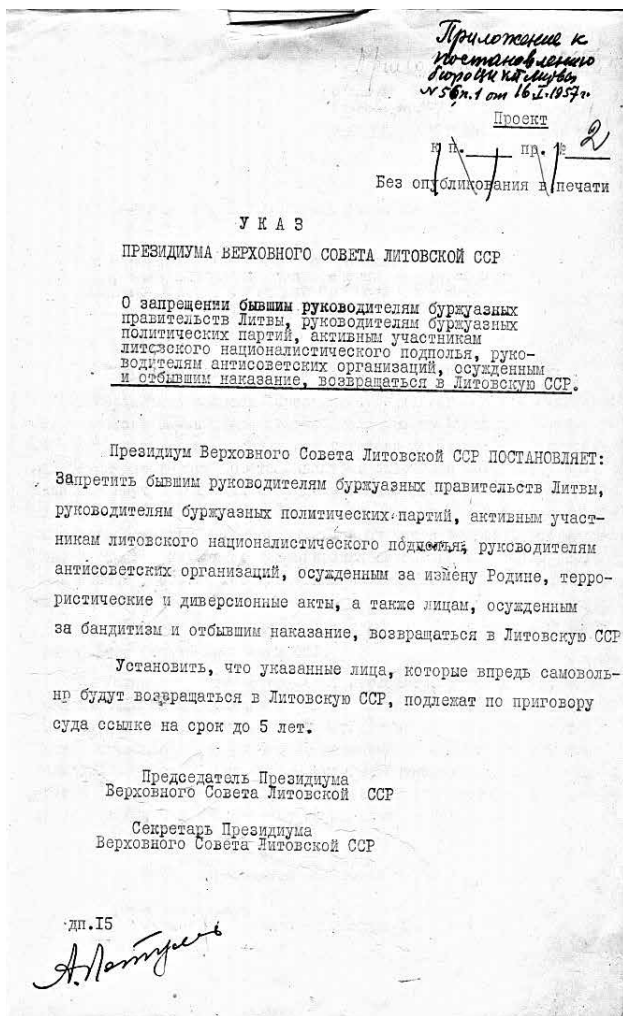 Приложение к
постановлению
бюро ЦК КП Литвы
№ 56 п.1 от 16.I.1957г.
Проект
к п. пр. № 2
Без опубликования в печати
У К А З
ПРЕЗИДИУМА ВЕРХОВНОГО СОВЕТА ЛИТОВСКОЙ ССР
О запрещении бывшим руководителям буржуазных
правительств Литвы, руководителям буржуазных
политических партий, активным участникам
литовского националистического подполья, руко-
водителям антисоветских организаций, осужденным
и отбывшим наказание, возвращаться в Литовскую ССР.
Президиум Верховного Совета Литовской ССР ПОСТАНОВЛЯЕТ:
Запретить бывшим руководителям буржуазных правительств Литвы,
руководителям буржуазных политических партий, активным участ-
никам литовского националистического подполья, руководителям
антисоветских организаций, осужденным за измену Родине, терро-
ристические и диверсионные акты, а также лицам, осужденным
за бандитизм и отбывшим наказание, возвращаться в Литовскую ССР
Установить, что указанные лица, которые впредь самоволь-
но будут возвращаться в Литовскую ССР, подлежат по приговору
суда ссылке на срок до 5 лет.
Председатель Президиума
Верховного Совета Литовской ССР
Секретарь Президиума
Верховного Совета Литовской ССР
дп.I5